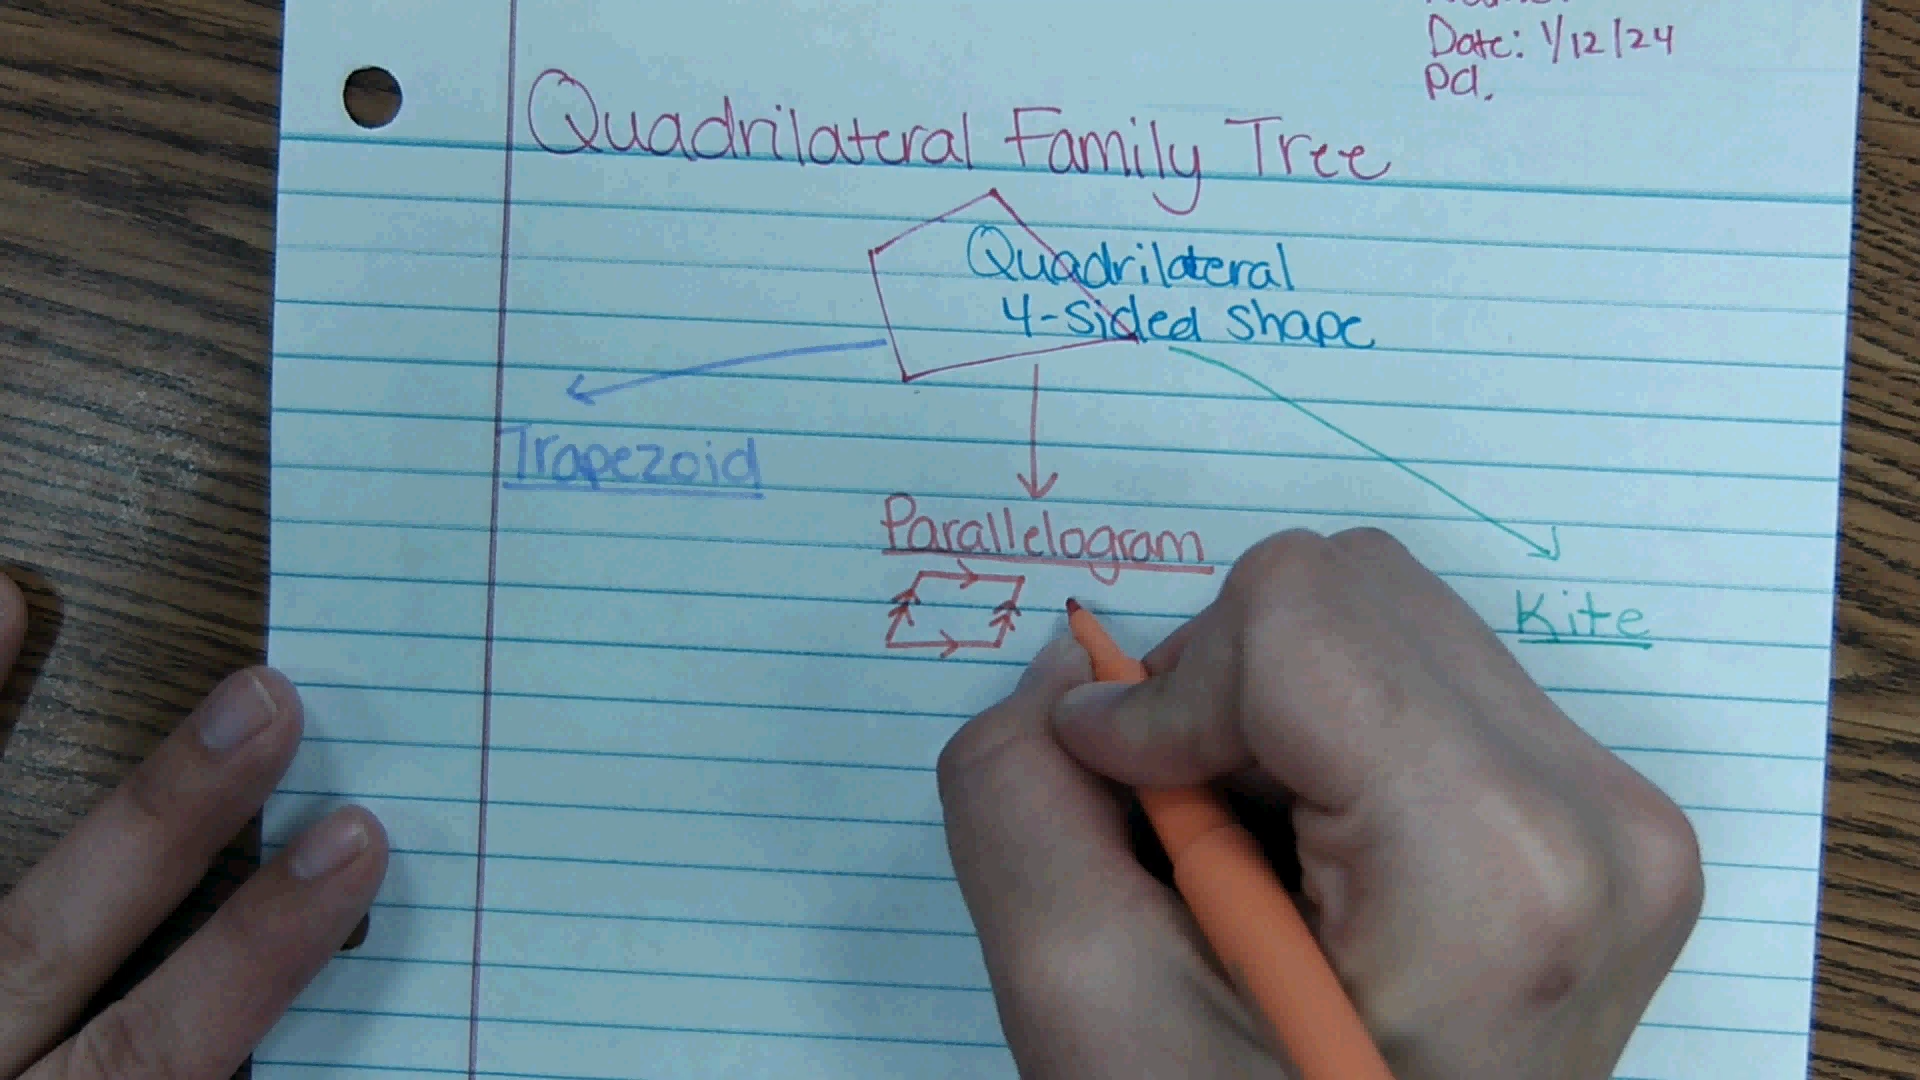 Date: 1/12/24
Pd.
Quadrilateral Family Tree
Quadrilateral
4-sided shape
Trapezoid
Parallelogram
Kite